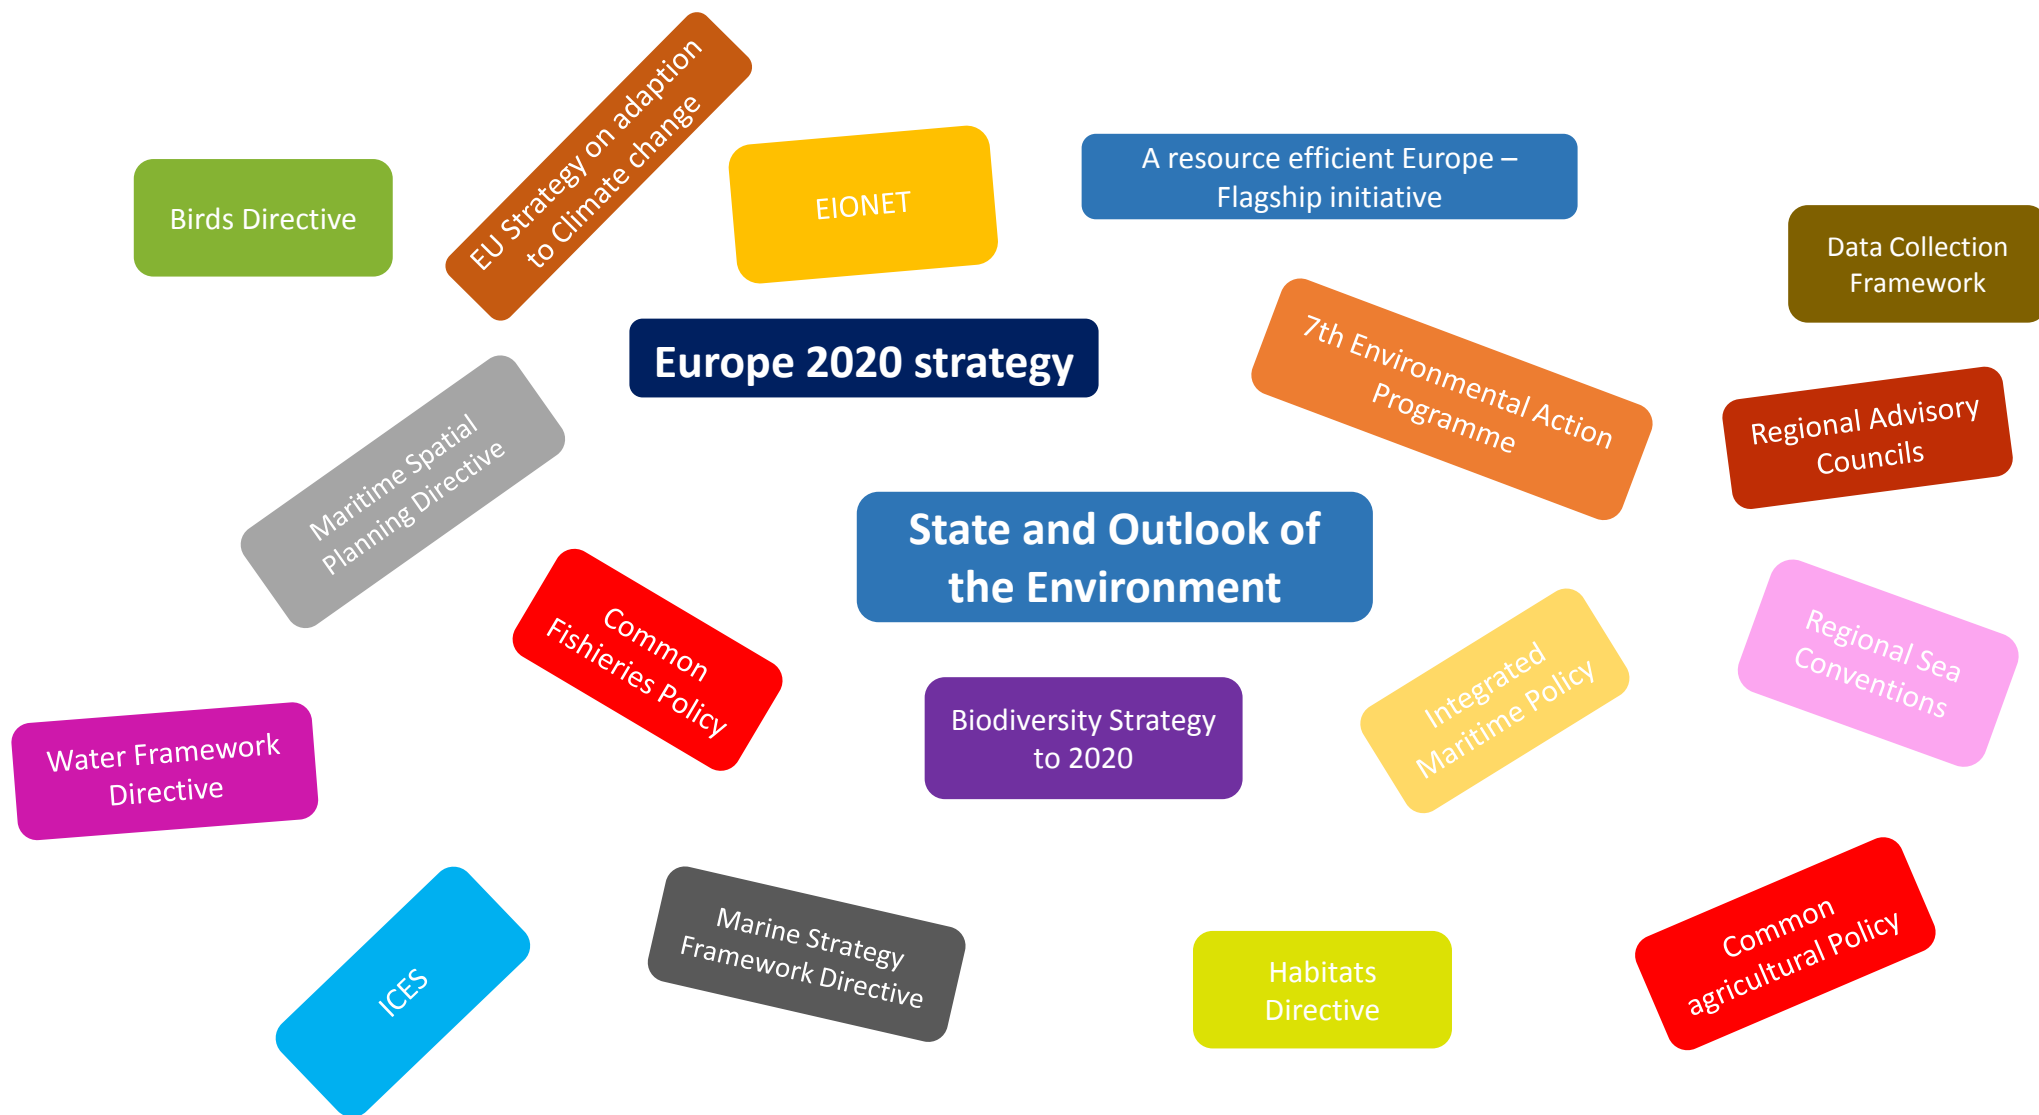 EU Strategy on adaption
to Climate change
Birds Directive
EIONET
A resource efficient Europe –
Flagship initiative
Data Collection
Framework
Europe 2020 strategy
7th Environmental Action
Programme
Regional Advisory
Councils
Maritime Spatial
Planning Directive
State and Outlook of
the Environment
Common
Fishieries Policy
Regional Sea
Conventions
Integrated
Maritime Policy
Biodiversity Strategy
to 2020
Water Framework
Directive
ICES
Marine Strategy
Framework Directive
Habitats
Directive
Common
agricultural Policy